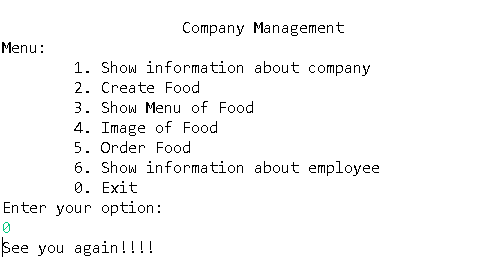 Company Management
Menu:
1. Show information about company
2. Create Food
3. Show Menu of Food
4. Image of Food
5. Order Food
6. Show information about employee
0. Exit
Enter your option:
0
See you again!!!!